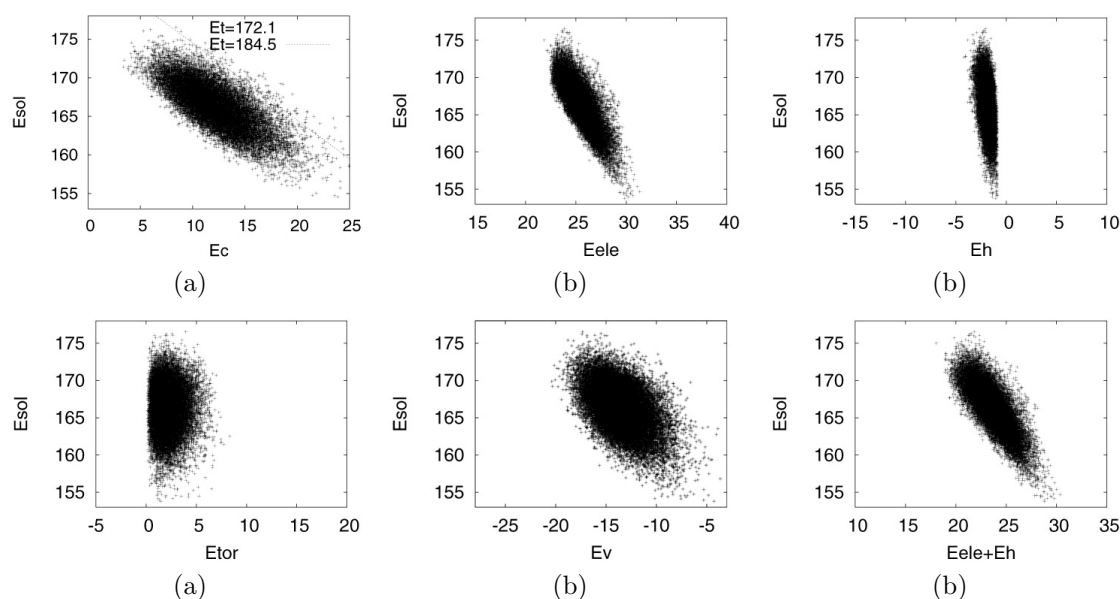 Et=172.1
Et=184.5
Esol
175
170
165
160
155
0 5 10 15 20 25
Ec
(a)
Esol
175
170
165
160
155
15 20 25 30 35 40
Eele
(b)
Esol
175
170
165
160
155
-15 -10 -5 0 5 10
Eh
(b)
Esol
175
170
165
160
155
-5 0 5 10 15 20
Etor
(a)
Esol
175
170
165
160
155
-25 -20 -15 -10 -5
Ev
(b)
Esol
175
170
165
160
155
10 15 20 25 30 35
Eele+Eh
(b)